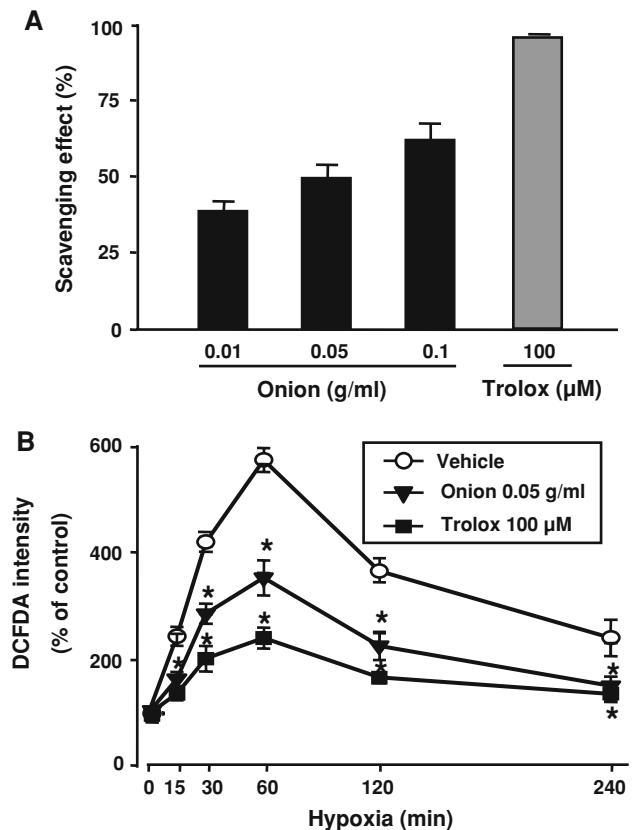 A
Scavenging effect (%)
100
75
50
25
0
0.01 0.05 0.1 100
Onion (g/ml) Trolox (µM)
B
DCFDA intensity
(% of control)
600
400
200
0
Vehicle
Onion 0.05 g/ml
Trolox 100 µM
* * * * * * * * *
0 15 30 60 120 240
Hypoxia (min)